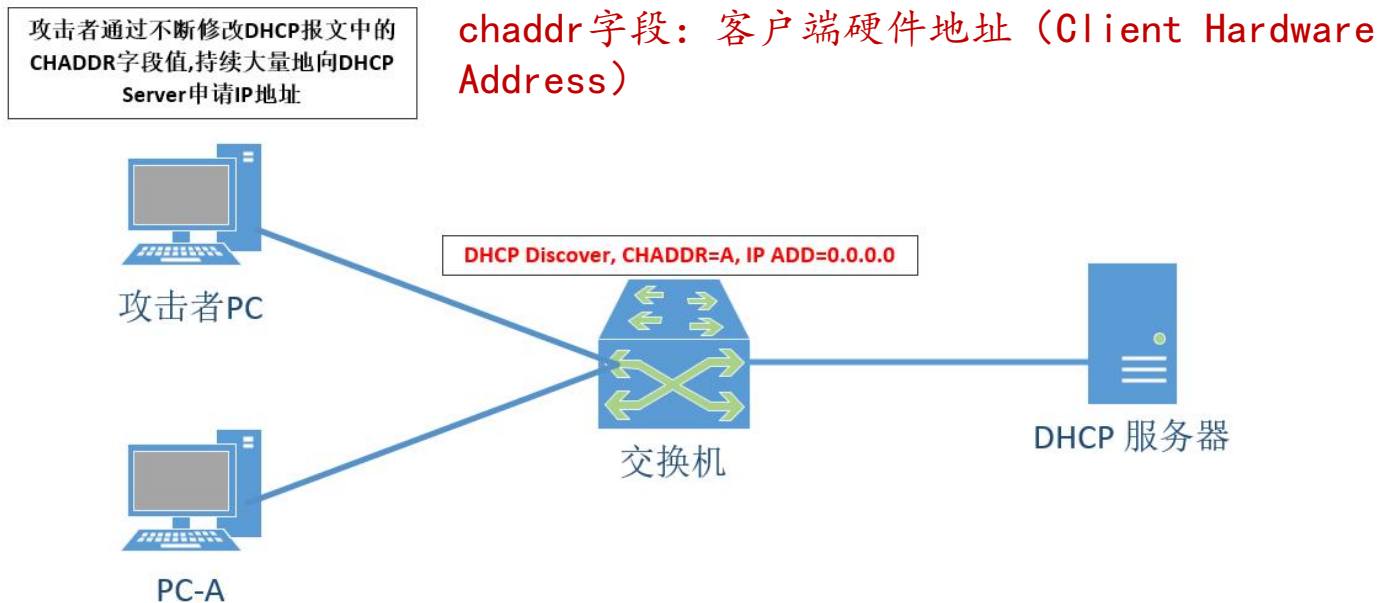 攻击者通过不断修改DHCP报文中的
CHADDR字段值,持续大量地向DHCP
Server申请IP地址
chaddr字段：客户端硬件地址（Client Hardware
Address）
DHCP Discover, CHADDR=A, IP ADD=0.0.0.0
攻击者PC
交换机
DHCP 服务器
PC-A